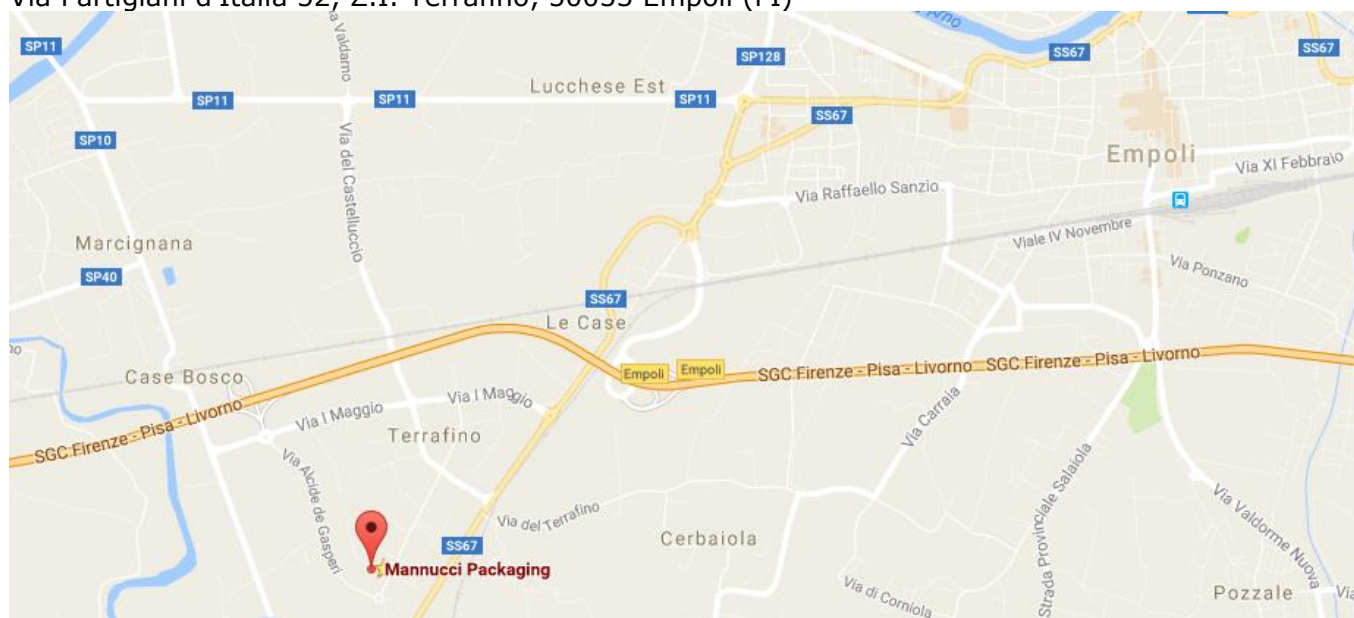 Via Partigiani d'Italia 52, Z.I. Terrafino, 50053 Empoli (FI)
SP11
SS67
SS67
SP128
Via Valdarno
Lucchese Est
SP11
SP11
SP11
SS67
SP10
Via del Castelluccio
Empoli
Via XI Febbraio
Via Raffaello Sanzio
Viale IV Novembre
Marcignana
SP40
Via Ponzano
SS67
Le Case
Empoli
Empoli
SGC Firenze - Pisa - Livorno
SGC Firenze - Pisa - Livorno
Case Bosco
Via I Maggio
Via I Maggio
SGC Firenze - Pisa - Livorno
Terrafino
Via Carraia
Via Alcide de Gasperi
Strada Provinciale Salaiola
Via del Terrafino
Via Valdorme Nuova
Cerbaiola
SS67
Mannucci Packaging
Via di Corniola
Pozzale